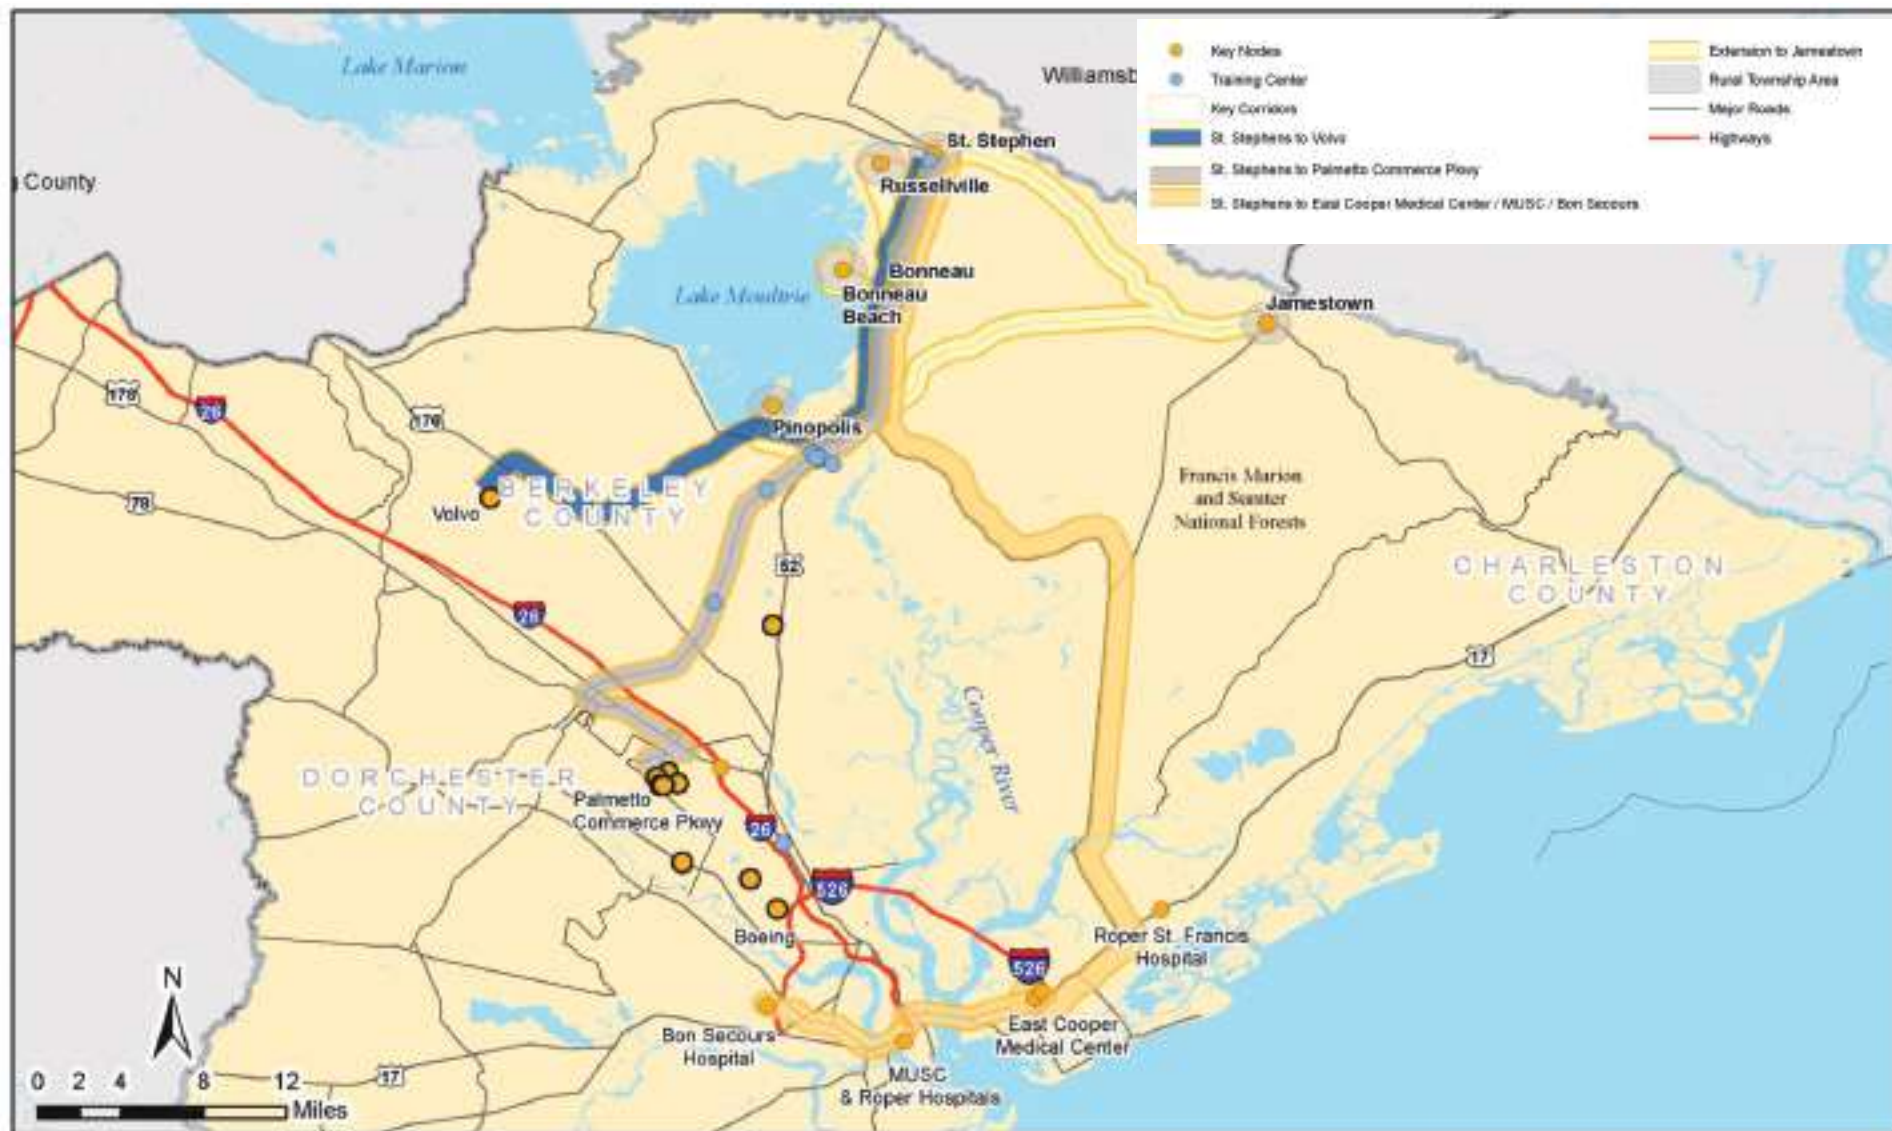 Lake Marion
Williamsb
Key Nodes
Training Center
Key Corridors
St. Stephens to Volvo
St. Stephens to Palmetto Commerce Pkwy
St. Stephens to East Cooper Medical Center / MUSC / Bon Secours
Extension to Jamestown
Rural Township Area
Major Roads
Highways
County
St. Stephen
Russellville
Lake Moultrie
Bonneau
Bonneau
Beach
Jamestown
176
26
176
Pinopolis
78
Volvo
BERKELEY
COUNTY
Francis Marion
and Sumter
National Forests
52
CHARLESTON
COUNTY
26
17
Cooper River
DORCHESTER
COUNTY
Palmetto
Commerce Pkwy
26
526
Boeing
Roper St. Francis
Hospital
526
N
Bon Secours
Hospital
East Cooper
Medical Center
MUSC
& Roper Hospitals
17
0 2 4 8 12
Miles